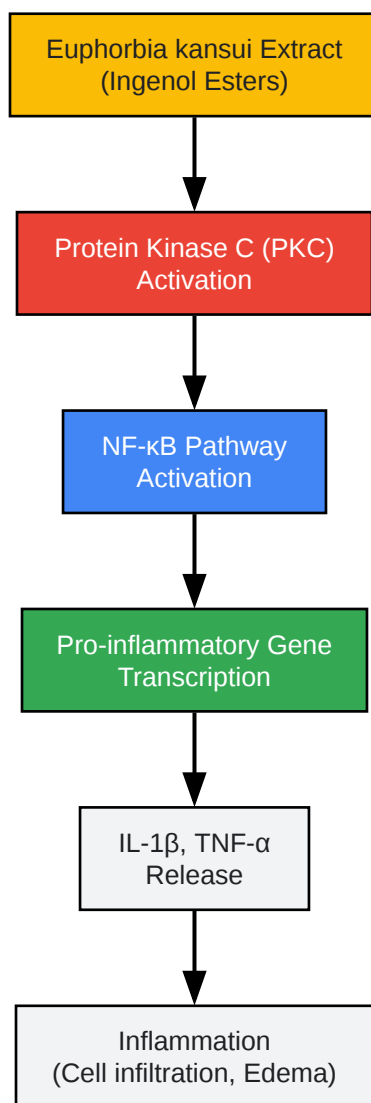 Euphorbia kansui Extract
(Ingenol Esters)
Protein Kinase C (PKC)
Activation
NF-κB Pathway
Activation
Pro-inflammatory Gene
Transcription
IL-1β, TNF-α
Release
Inflammation
(Cell infiltration, Edema)